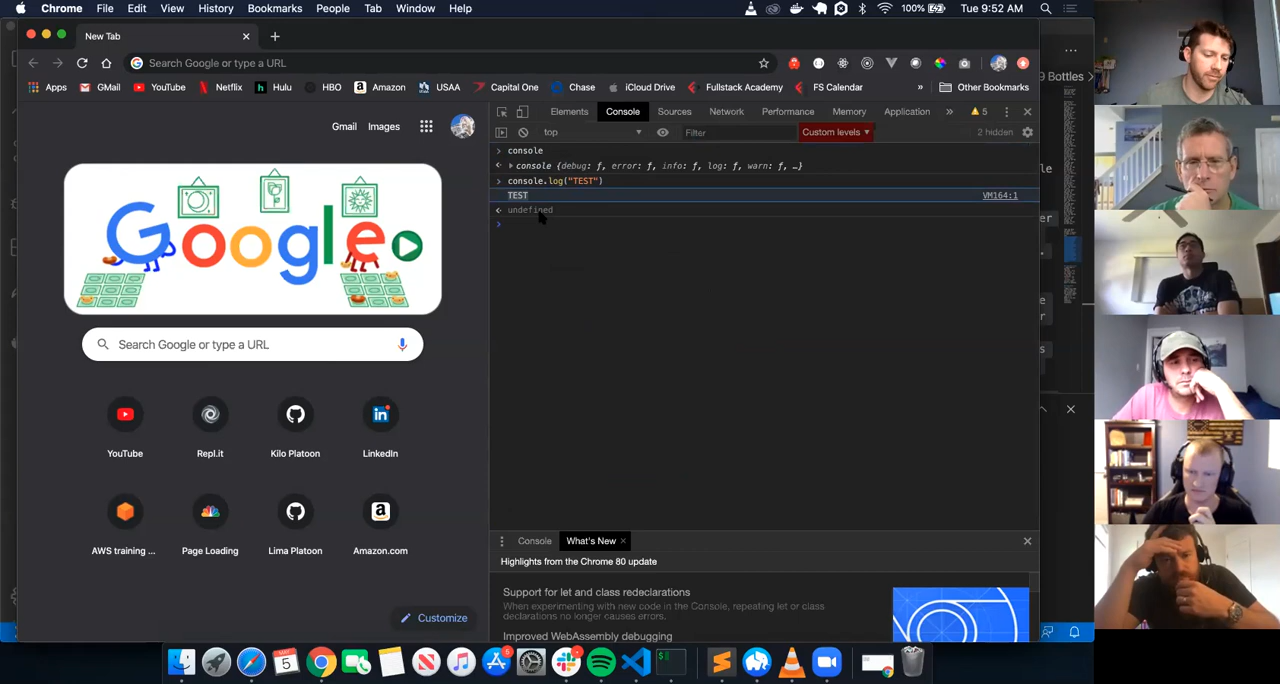 Chrome File Edit View History Bookmarks People Tab Window Help 100% Tue 9:52 AM
New Tab
Search Google or type a URL
Apps GMail YouTube Netflix Hulu HBO Amazon USAA Capital One Chase iCloud Drive Fullstack Academy FS Calendar » Other Bookmarks
9 Bottles
Gmail Images
Google
Search Google or type a URL
YouTube Repl.it Kilo Platoon LinkedIn
AWS training ... Page Loading Lima Platoon Amazon.com
Customize
Elements Console Sources Network Performance Memory Application » 5
top Filter Custom levels 2 hidden
> console
console {debug: ƒ, error: ƒ, info: ƒ, log: ƒ, warn: ƒ, …}
> console.log("TEST")
TEST VM164:1
undefined
>
Console What's New
Highlights from the Chrome 80 update
Support for let and class redeclarations
When experimenting with new code in the Console, repeating let or class
declarations no longer causes errors.
Improved WebAssembly debugging
MAY
5
6